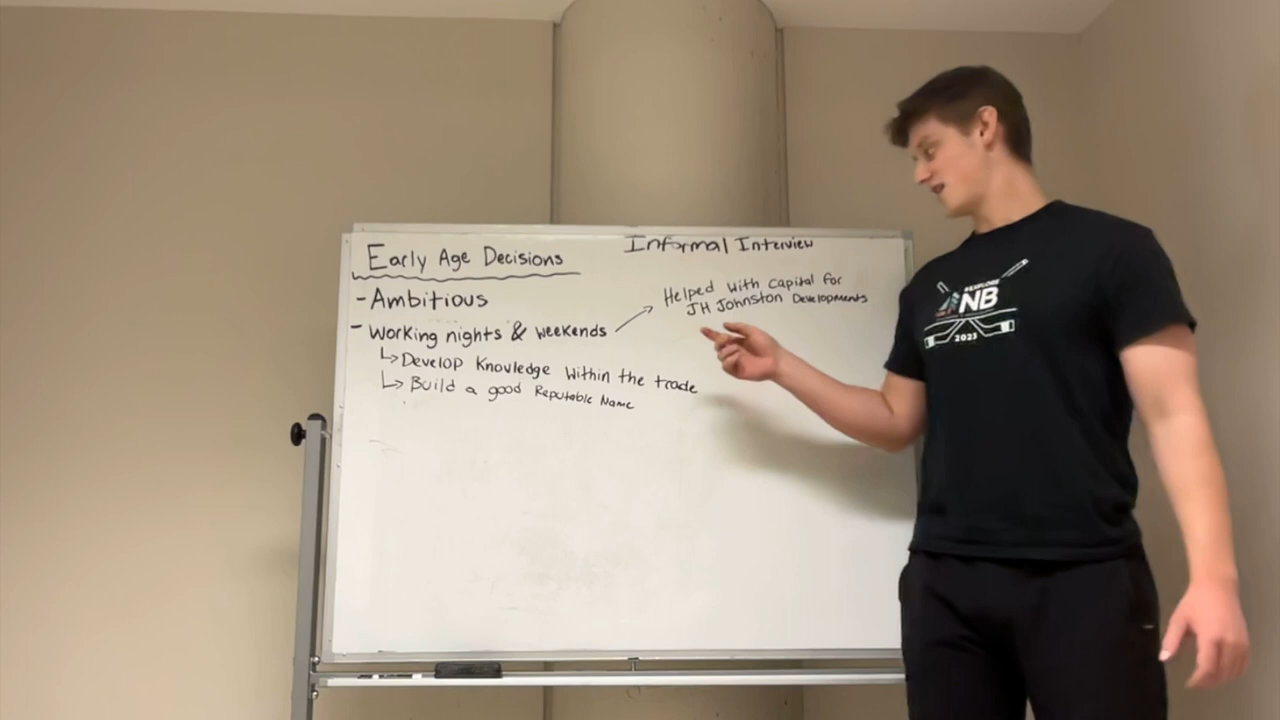 Informal Interview
Early Age Decisions
-Ambitious
-Working nights & weekends
Helped with capital for
JH Johnston Developments
↳Develop Knowledge Within the trade
↳Build a good Reputable Name
#EXPLORE
NB
2023